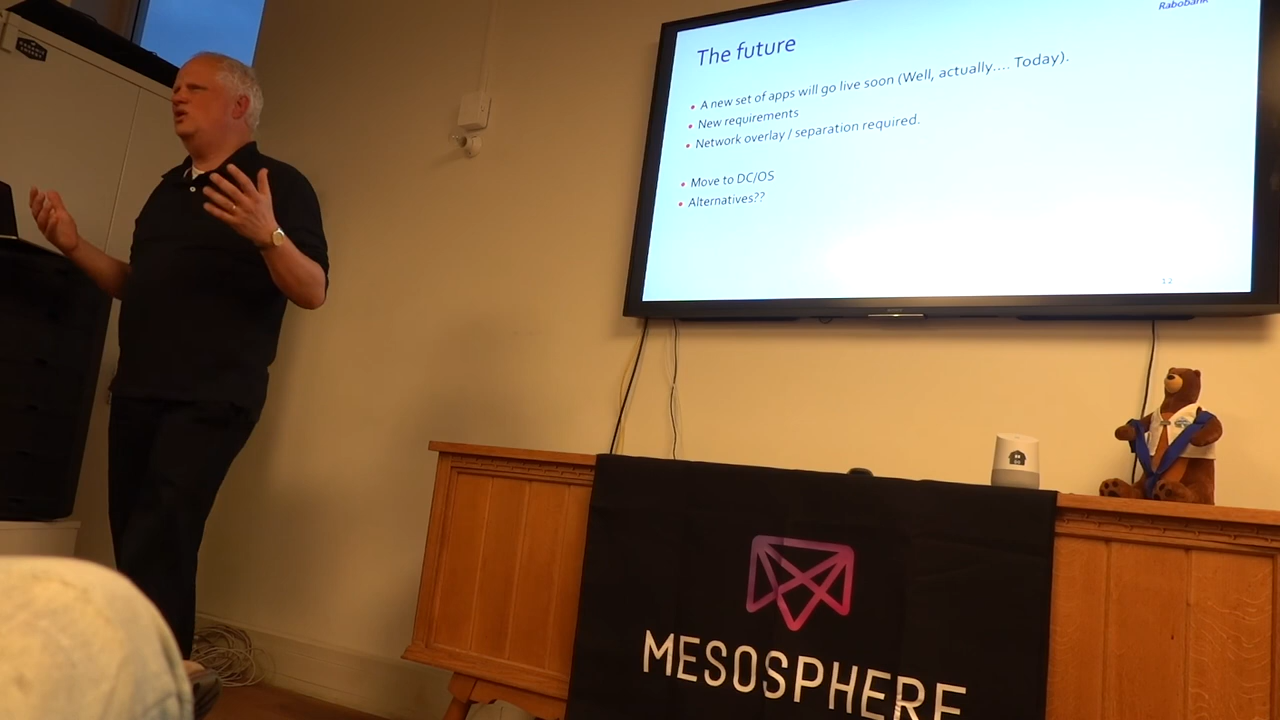 Rabobank
The future
• A new set of apps will go live soon (Well, actually.... Today).
• New requirements
• Network overlay / separation required.
• Move to DC/OS
• Alternatives??
12
MESOSPHERE